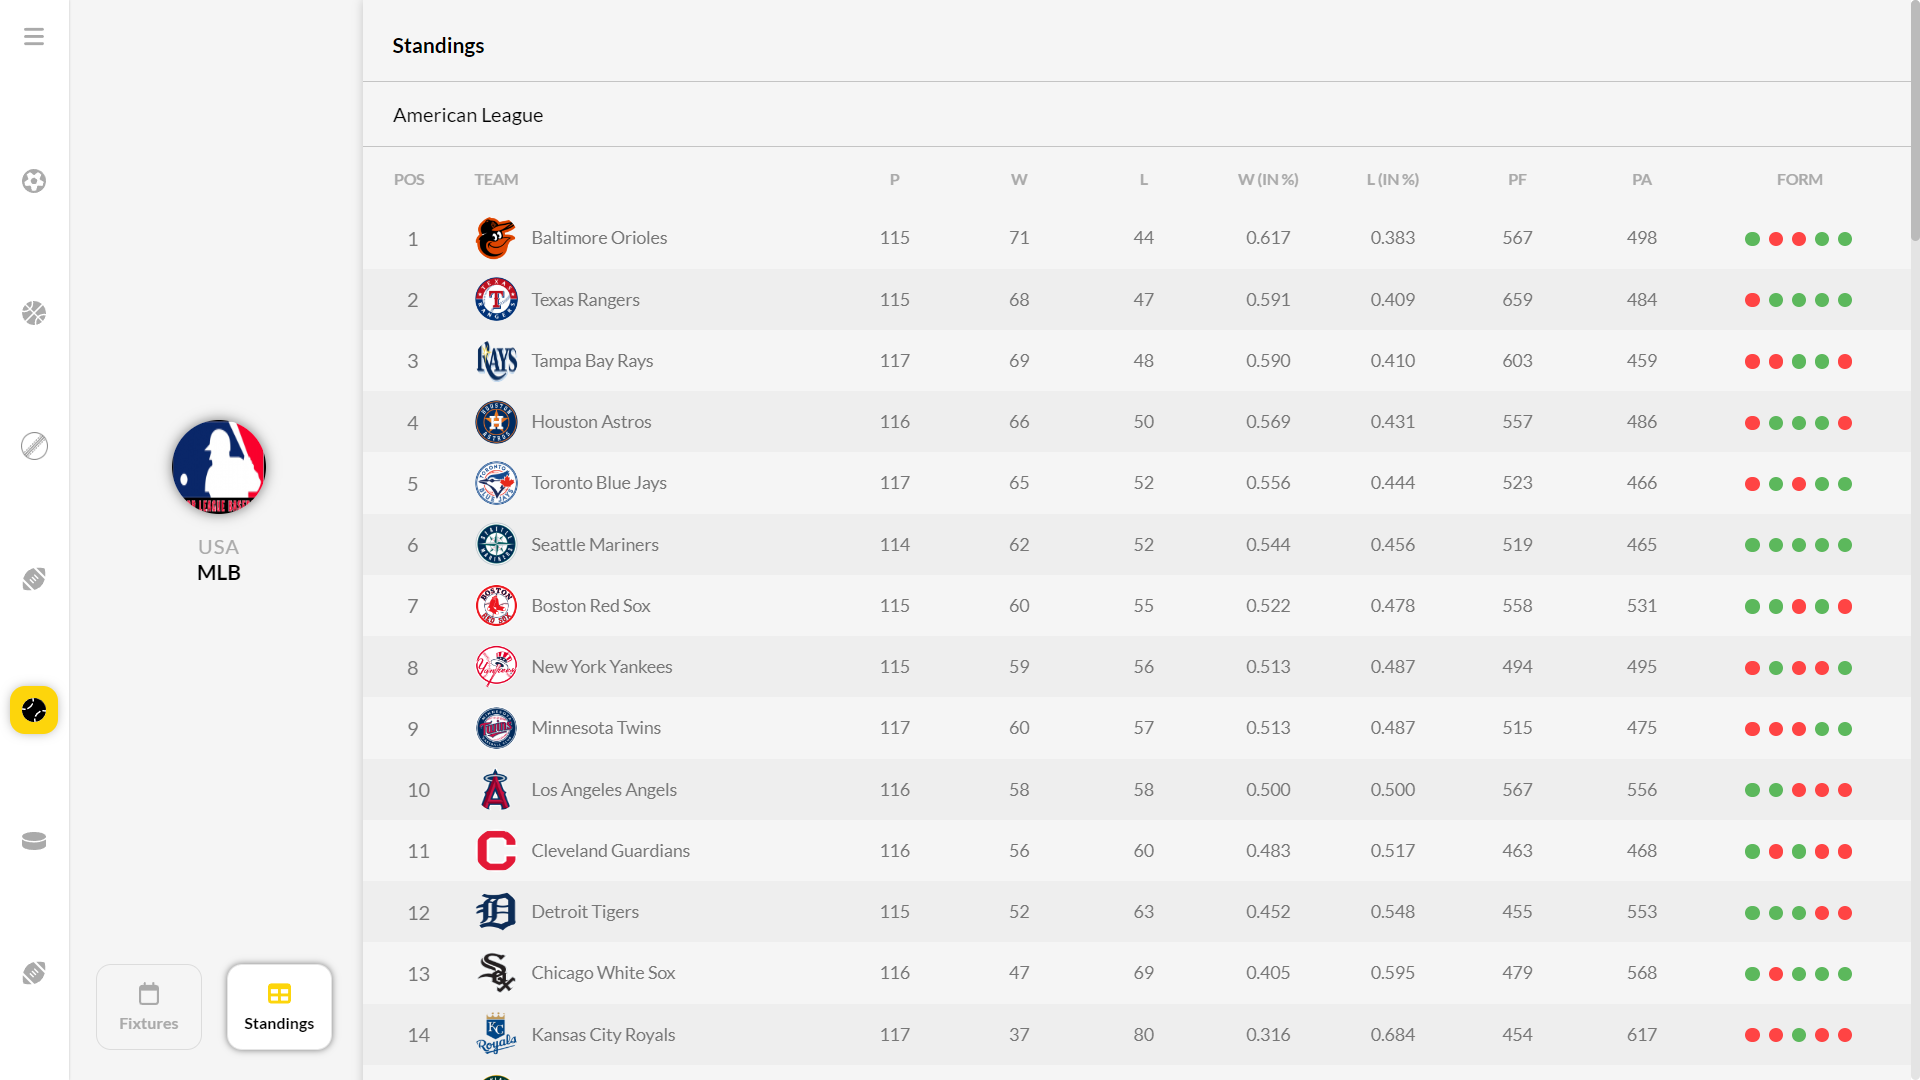 Standings
American League
POS TEAM P W L W (IN %) L (IN %) PF PA FORM
1 Baltimore Orioles 115 71 44 0.617 0.383 567 498
2 Texas Rangers 115 68 47 0.591 0.409 659 484
3 Tampa Bay Rays 117 69 48 0.590 0.410 603 459
4 Houston Astros 116 66 50 0.569 0.431 557 486
5 Toronto Blue Jays 117 65 52 0.556 0.444 523 466
6 Seattle Mariners 114 62 52 0.544 0.456 519 465
7 Boston Red Sox 115 60 55 0.522 0.478 558 531
8 New York Yankees 115 59 56 0.513 0.487 494 495
9 Minnesota Twins 117 60 57 0.513 0.487 515 475
10 Los Angeles Angels 116 58 58 0.500 0.500 567 556
11 Cleveland Guardians 116 56 60 0.483 0.517 463 468
12 Detroit Tigers 115 52 63 0.452 0.548 455 553
13 Chicago White Sox 116 47 69 0.405 0.595 479 568
14 Kansas City Royals 117 37 80 0.316 0.684 454 617
USA
MLB
Fixtures
Standings